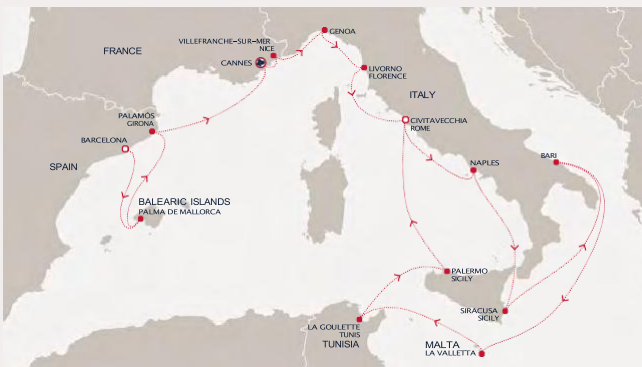 FRANCE
VILLEFRANCHE-SUR-MER
NICE
CANNES
GENOA
LIVORNO
FLORENCE
ITALY
PALAMÓS
GIRONA
BARCELONA
SPAIN
BALEARIC ISLANDS
PALMA DE MALLORCA
CIVITAVECCHIA
ROME
NAPLES
BARI
PALERMO
SICILY
SIRACUSA
SICILY
LA GOULETTE
TUNIS
TUNISIA
MALTA
LA VALLETTA